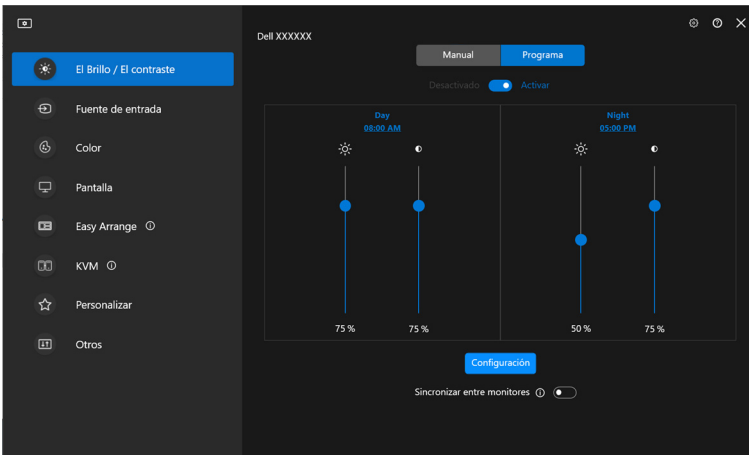 Dell XXXXXX
Manual
Programa
Desactivado
Activar
El Brillo / El contraste
Fuente de entrada
Color
Pantalla
Easy Arrange
KVM
Personalizar
Otros
Day
08:00 AM
Night
05:00 PM
75 %
75 %
50 %
75 %
Configuración
Sincronizar entre monitores